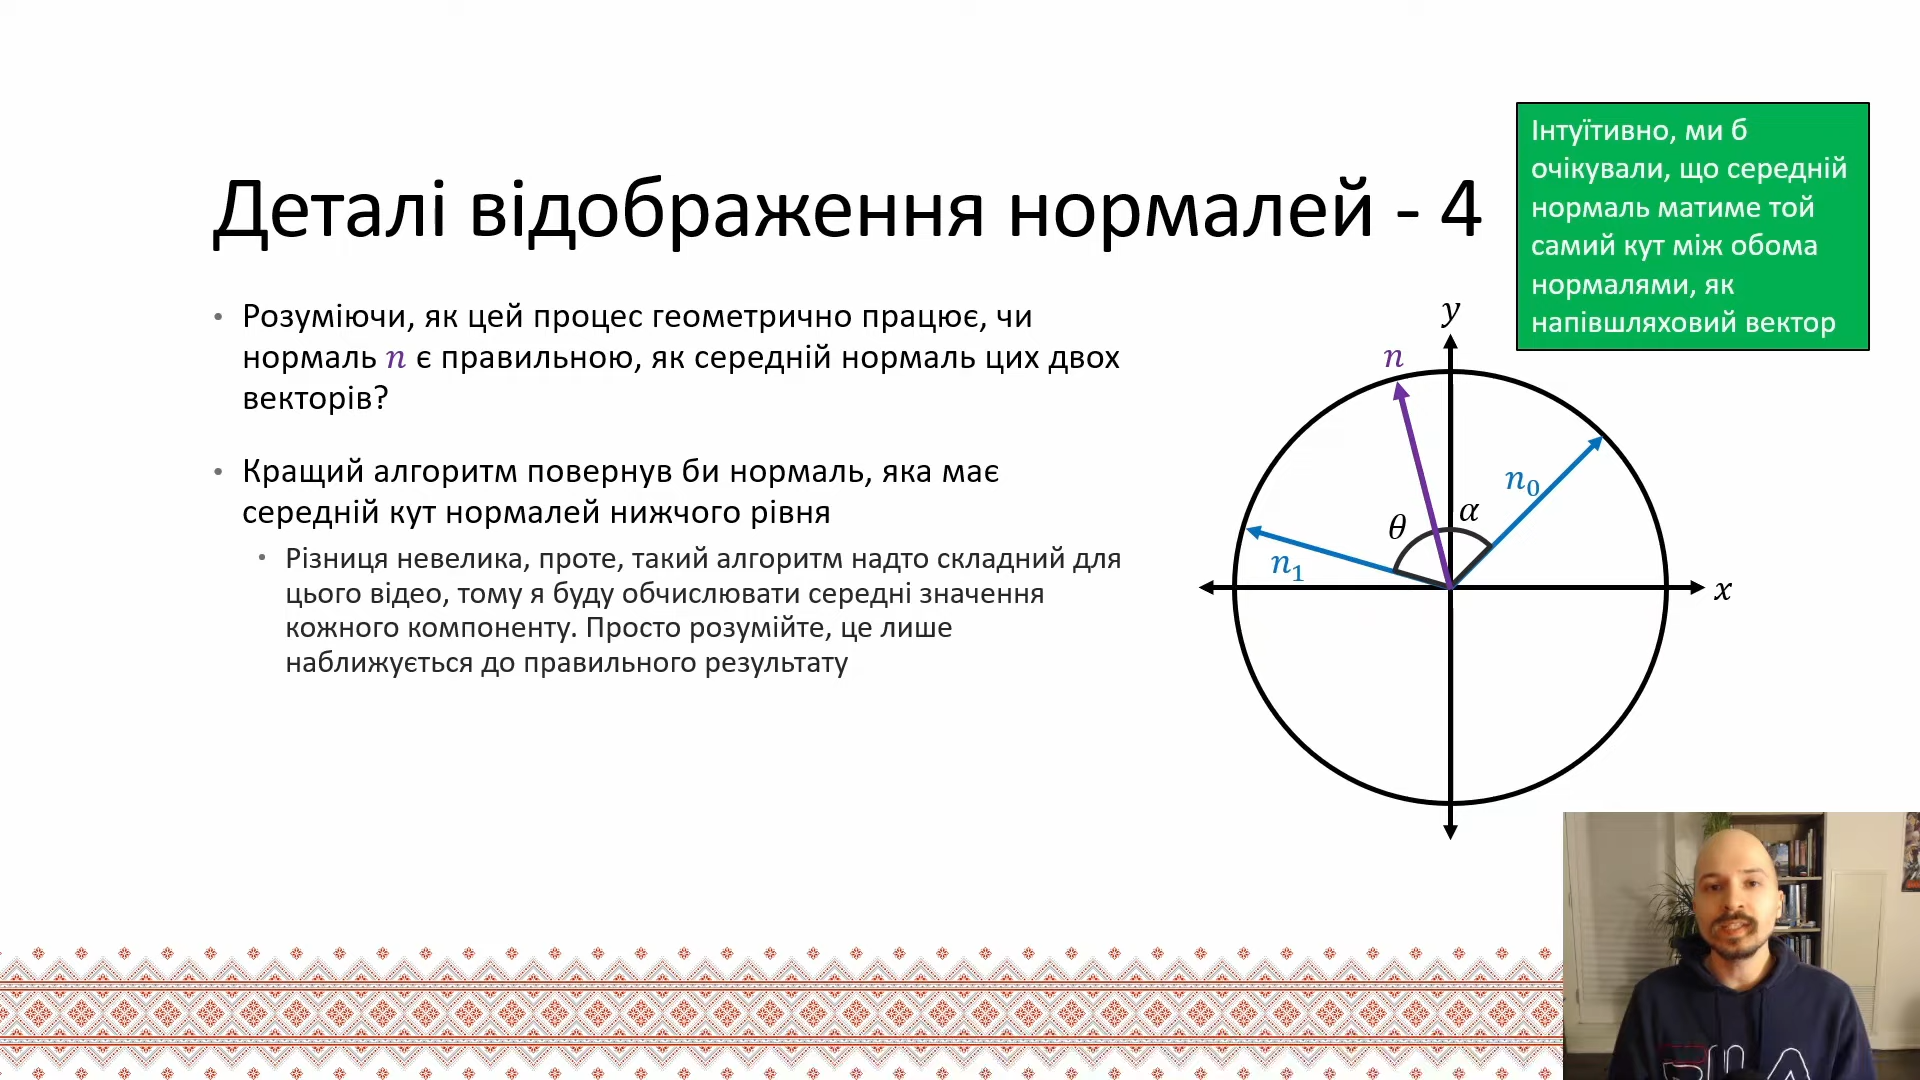 Деталі відображення нормалей - 4
Інтуїтивно, ми б
очікували, що середній
нормаль матиме той
самий кут між обома
нормалями, як
напівшляховий вектор
• Розуміючи, як цей процес геометрично працює, чи
нормаль n є правильною, як середній нормаль цих двох
векторів?
• Кращий алгоритм повернув би нормаль, яка має
середній кут нормалей нижчого рівня
• Різниця невелика, проте, такий алгоритм надто складний для
цього відео, тому я буду обчислювати середні значення
кожного компоненту. Просто розумійте, це лише
наближується до правильного результату
y
n
n₀
θ
α
n₁
x